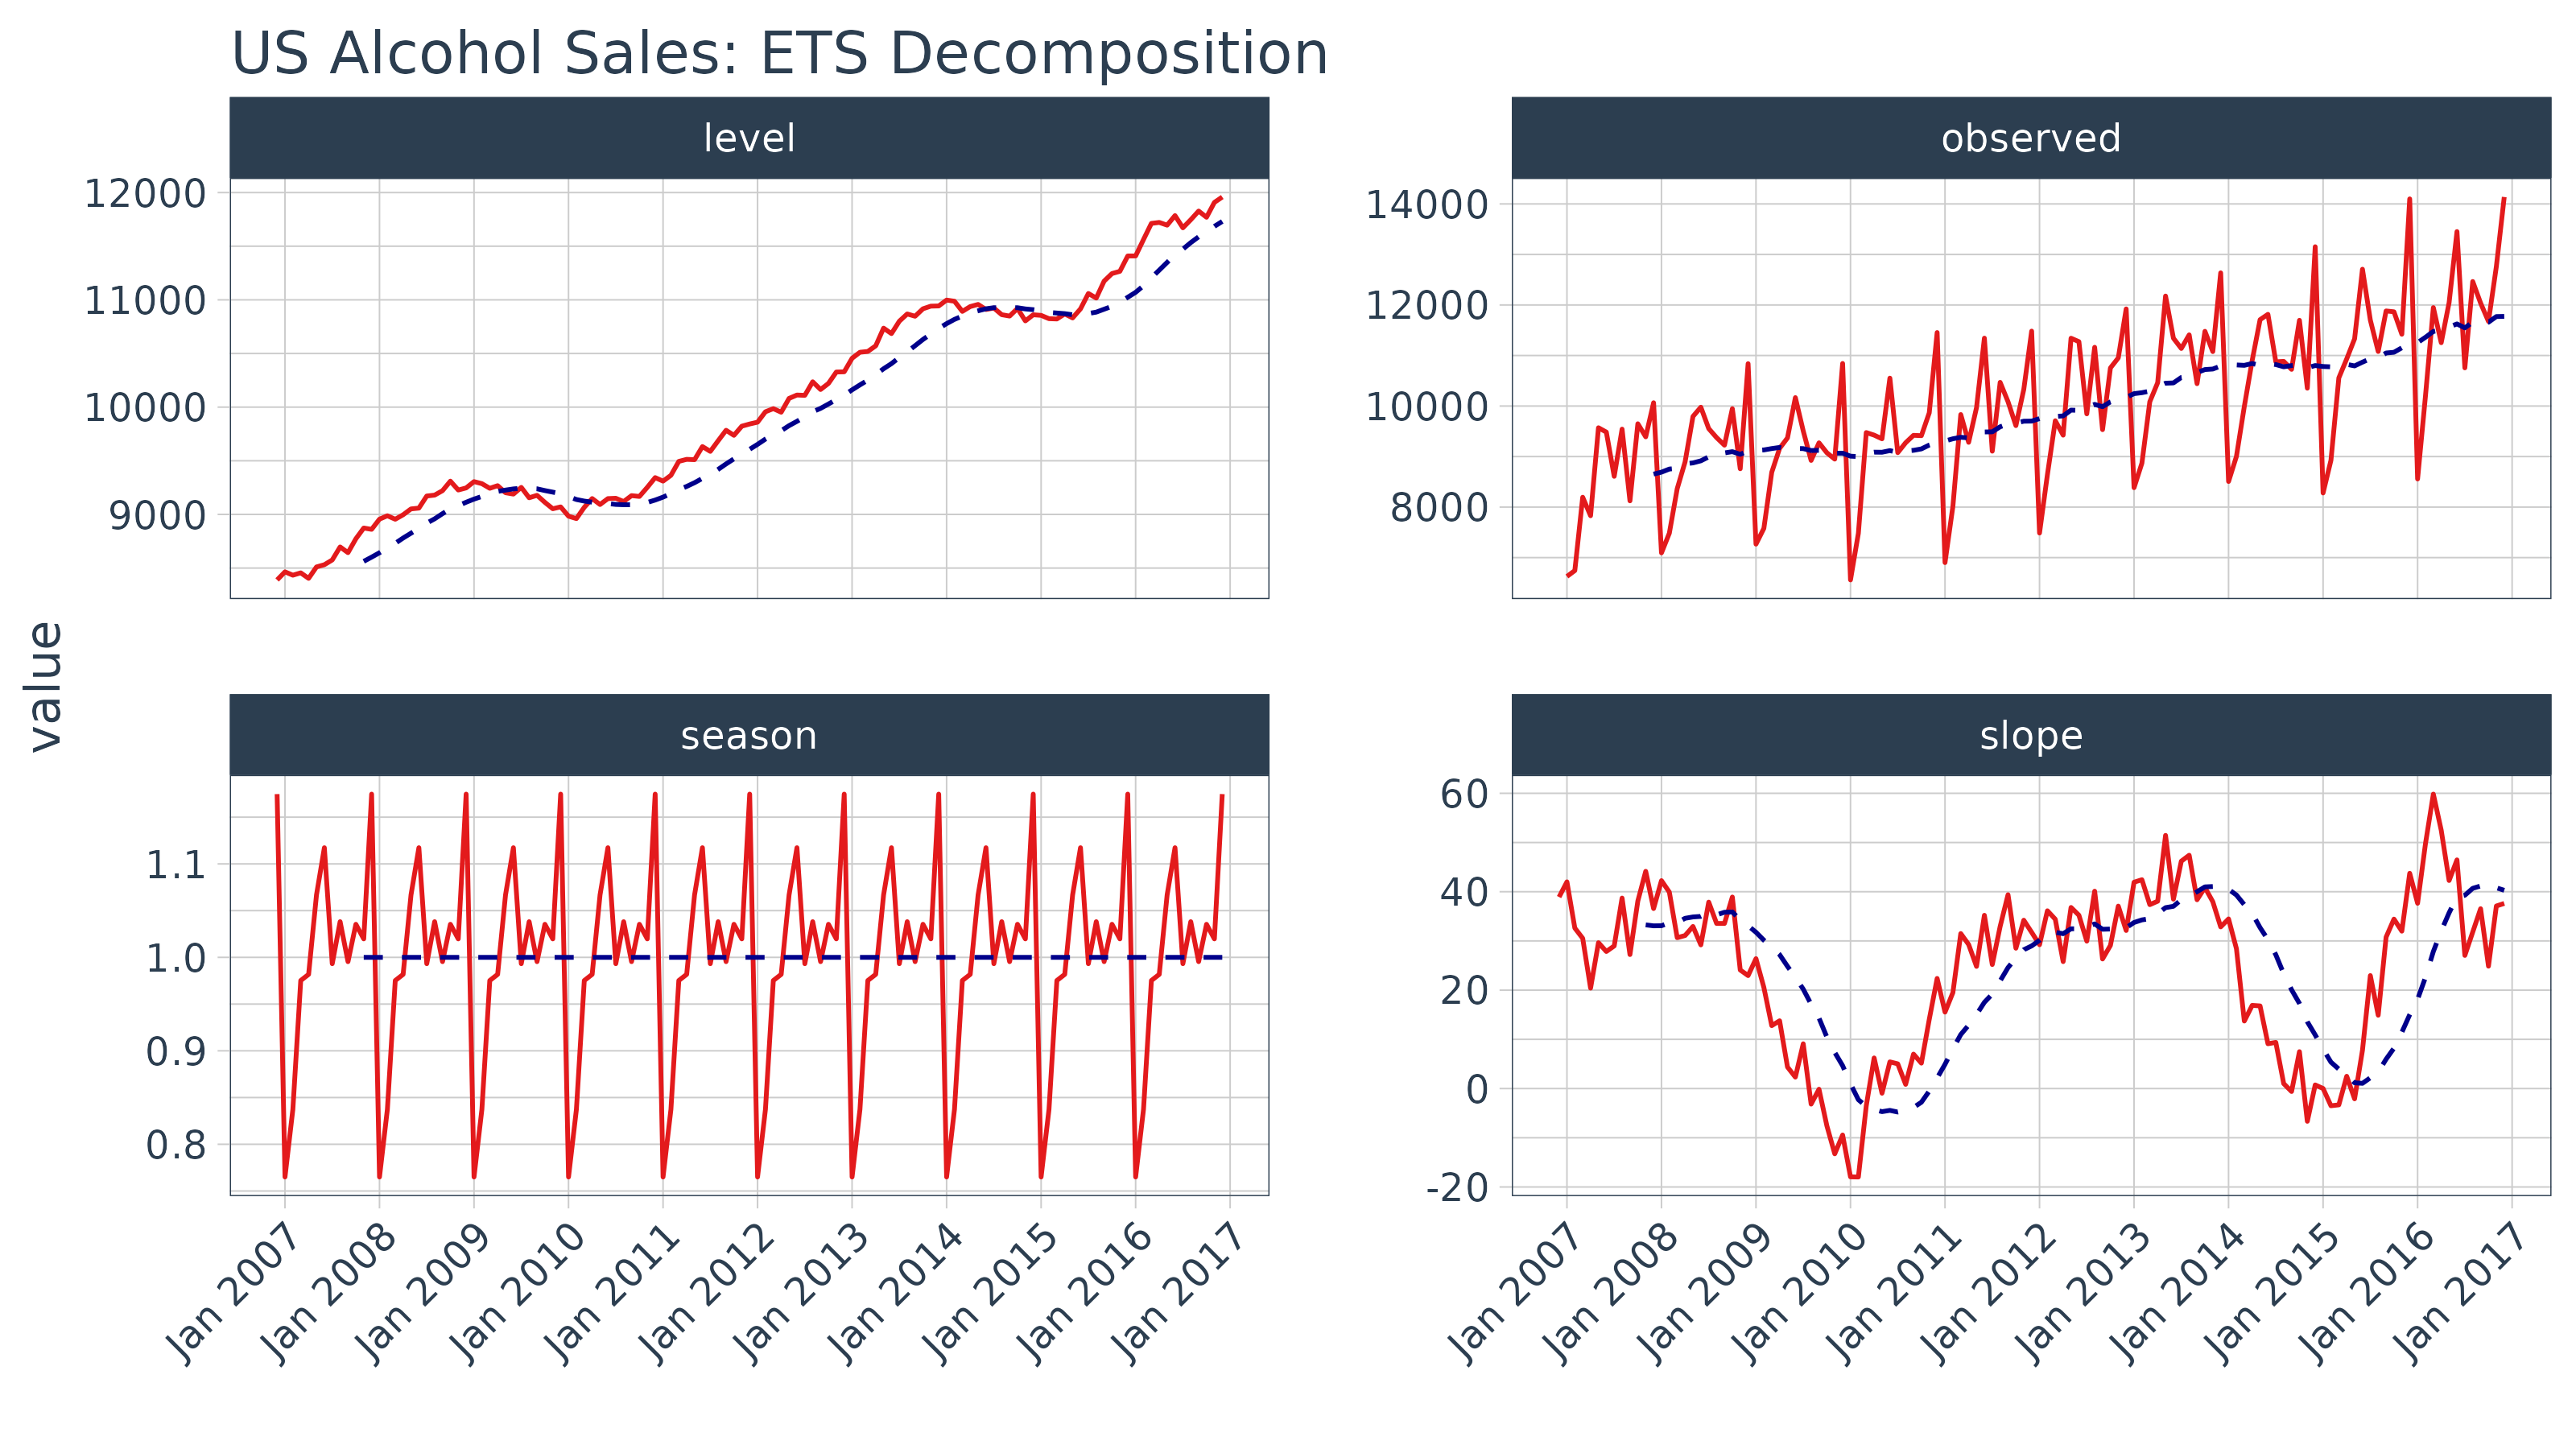 US Alcohol Sales: ETS Decomposition
level
observed
12000
11000
10000
9000
14000
12000
10000
8000
value
season
slope
1.1
1.0
0.9
0.8
60
40
20
0
-20
Jan 2007
Jan 2008
Jan 2009
Jan 2010
Jan 2011
Jan 2012
Jan 2013
Jan 2014
Jan 2015
Jan 2016
Jan 2017
Jan 2007
Jan 2008
Jan 2009
Jan 2010
Jan 2011
Jan 2012
Jan 2013
Jan 2014
Jan 2015
Jan 2016
Jan 2017